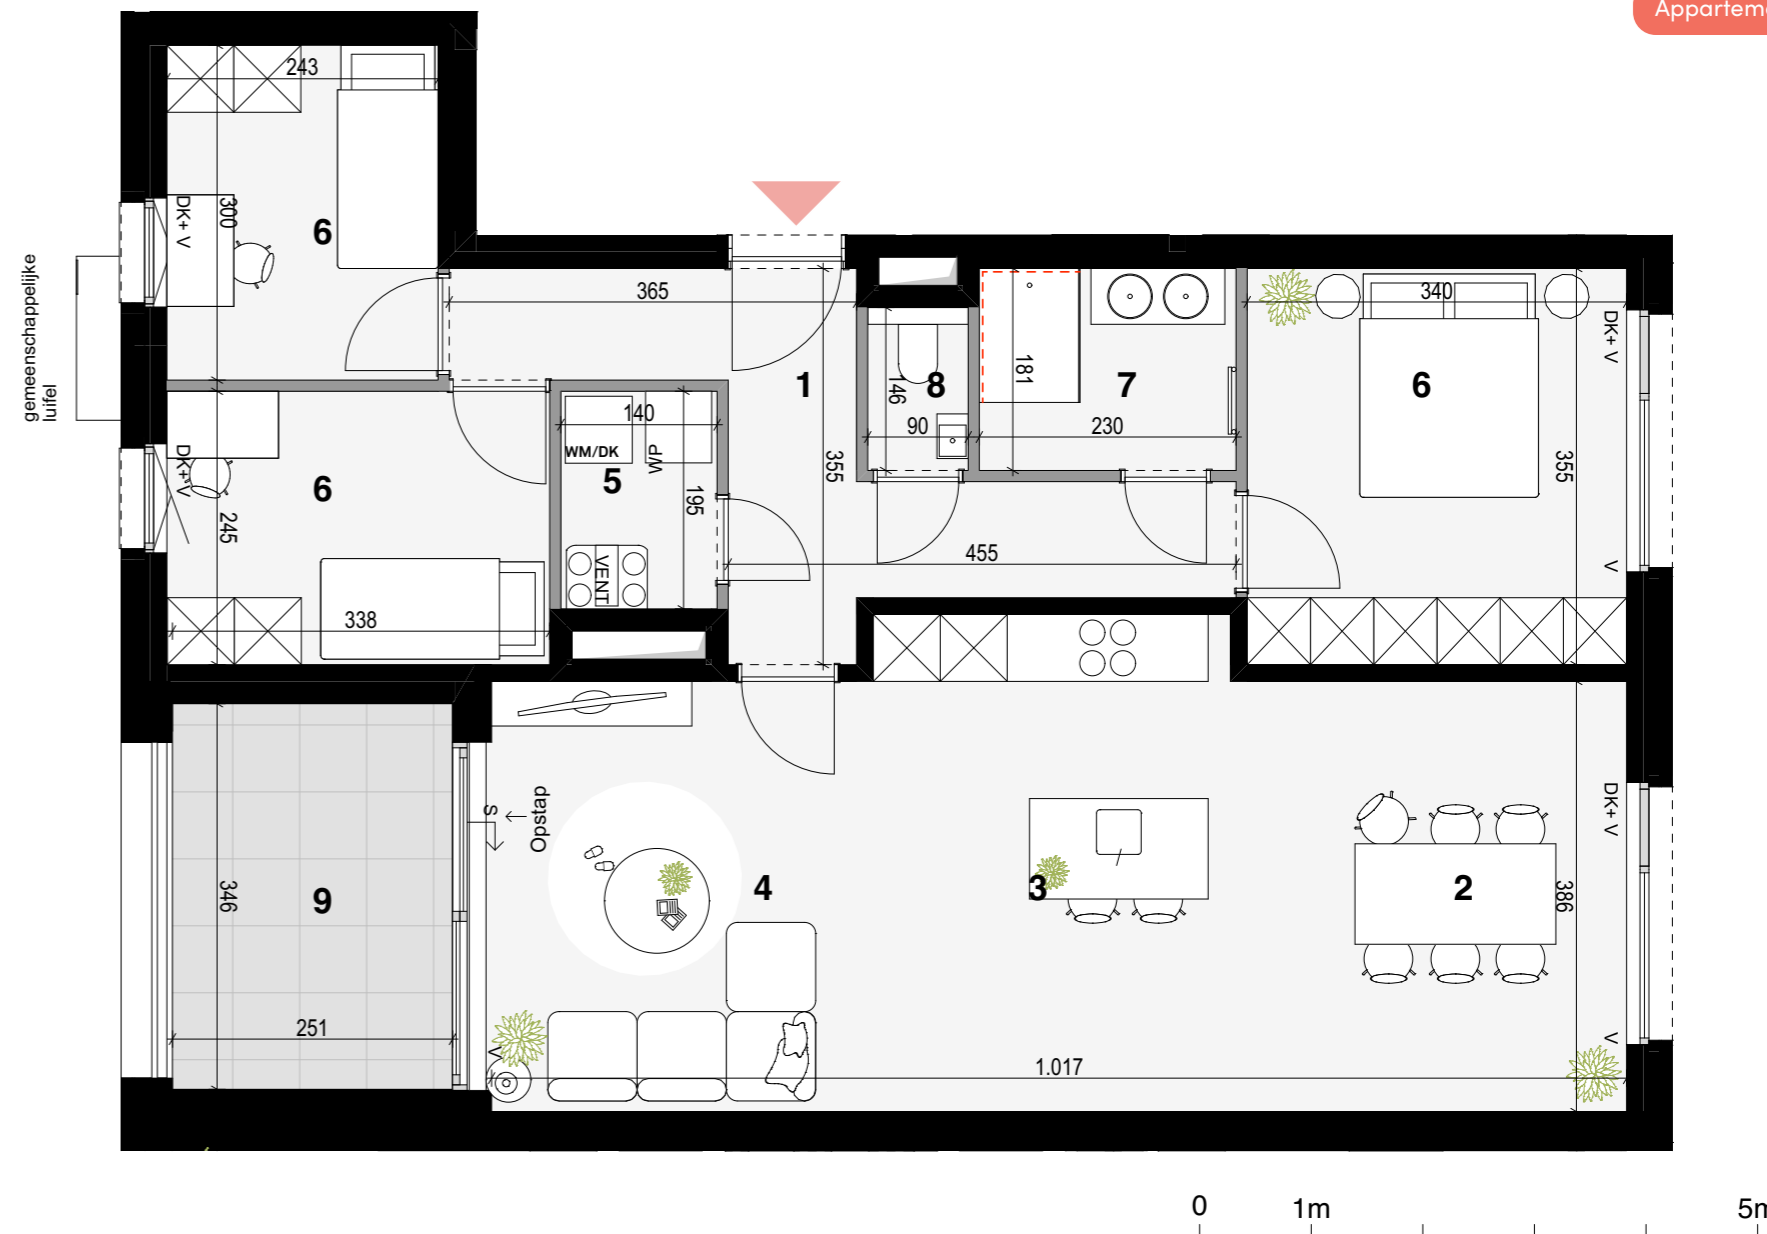 Apparteme
243
DK+ V
300
6
gemeenschappelijke
luifel
365
1
340
DK+ V
181
146
8
7
6
90
230
140
WM/DK
WP
5
DK+V
6
245
195
355
355
455
VENT
V
338
S
Opstap
DK+ V
346
9
4
3
2
386
251
V
1.017
V
0
1m
5m